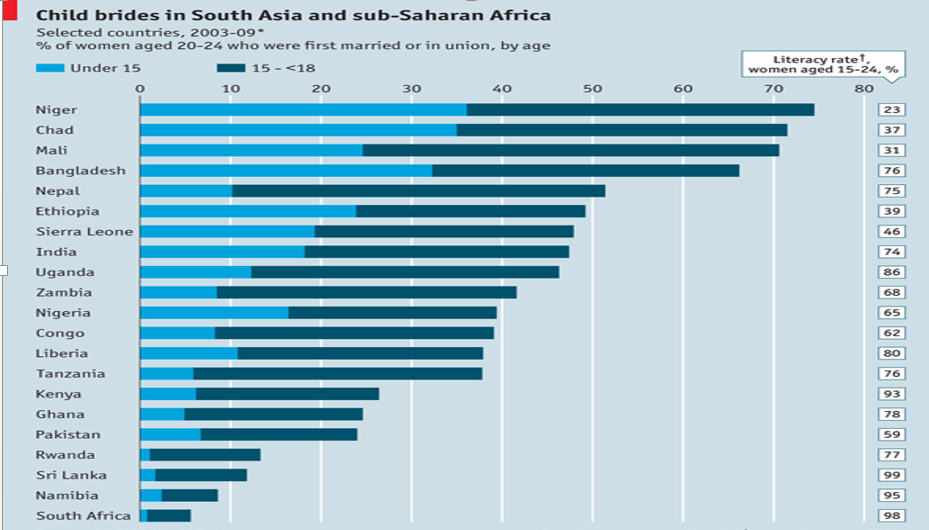 Child brides in South Asia and sub-Saharan Africa
Selected countries, 2003-09*
% of women aged 20-24 who were first married or in union, by age
Under 15 15 - <18
Literacy rate†,
women aged 15-24, %
0 10 20 30 40 50 60 70 80
Niger 23
Chad 37
Mali 31
Bangladesh 76
Nepal 75
Ethiopia 39
Sierra Leone 46
India 74
Uganda 86
Zambia 68
Nigeria 65
Congo 62
Liberia 80
Tanzania 76
Kenya 93
Ghana 78
Pakistan 59
Rwanda 77
Sri Lanka 99
Namibia 95
South Africa 98